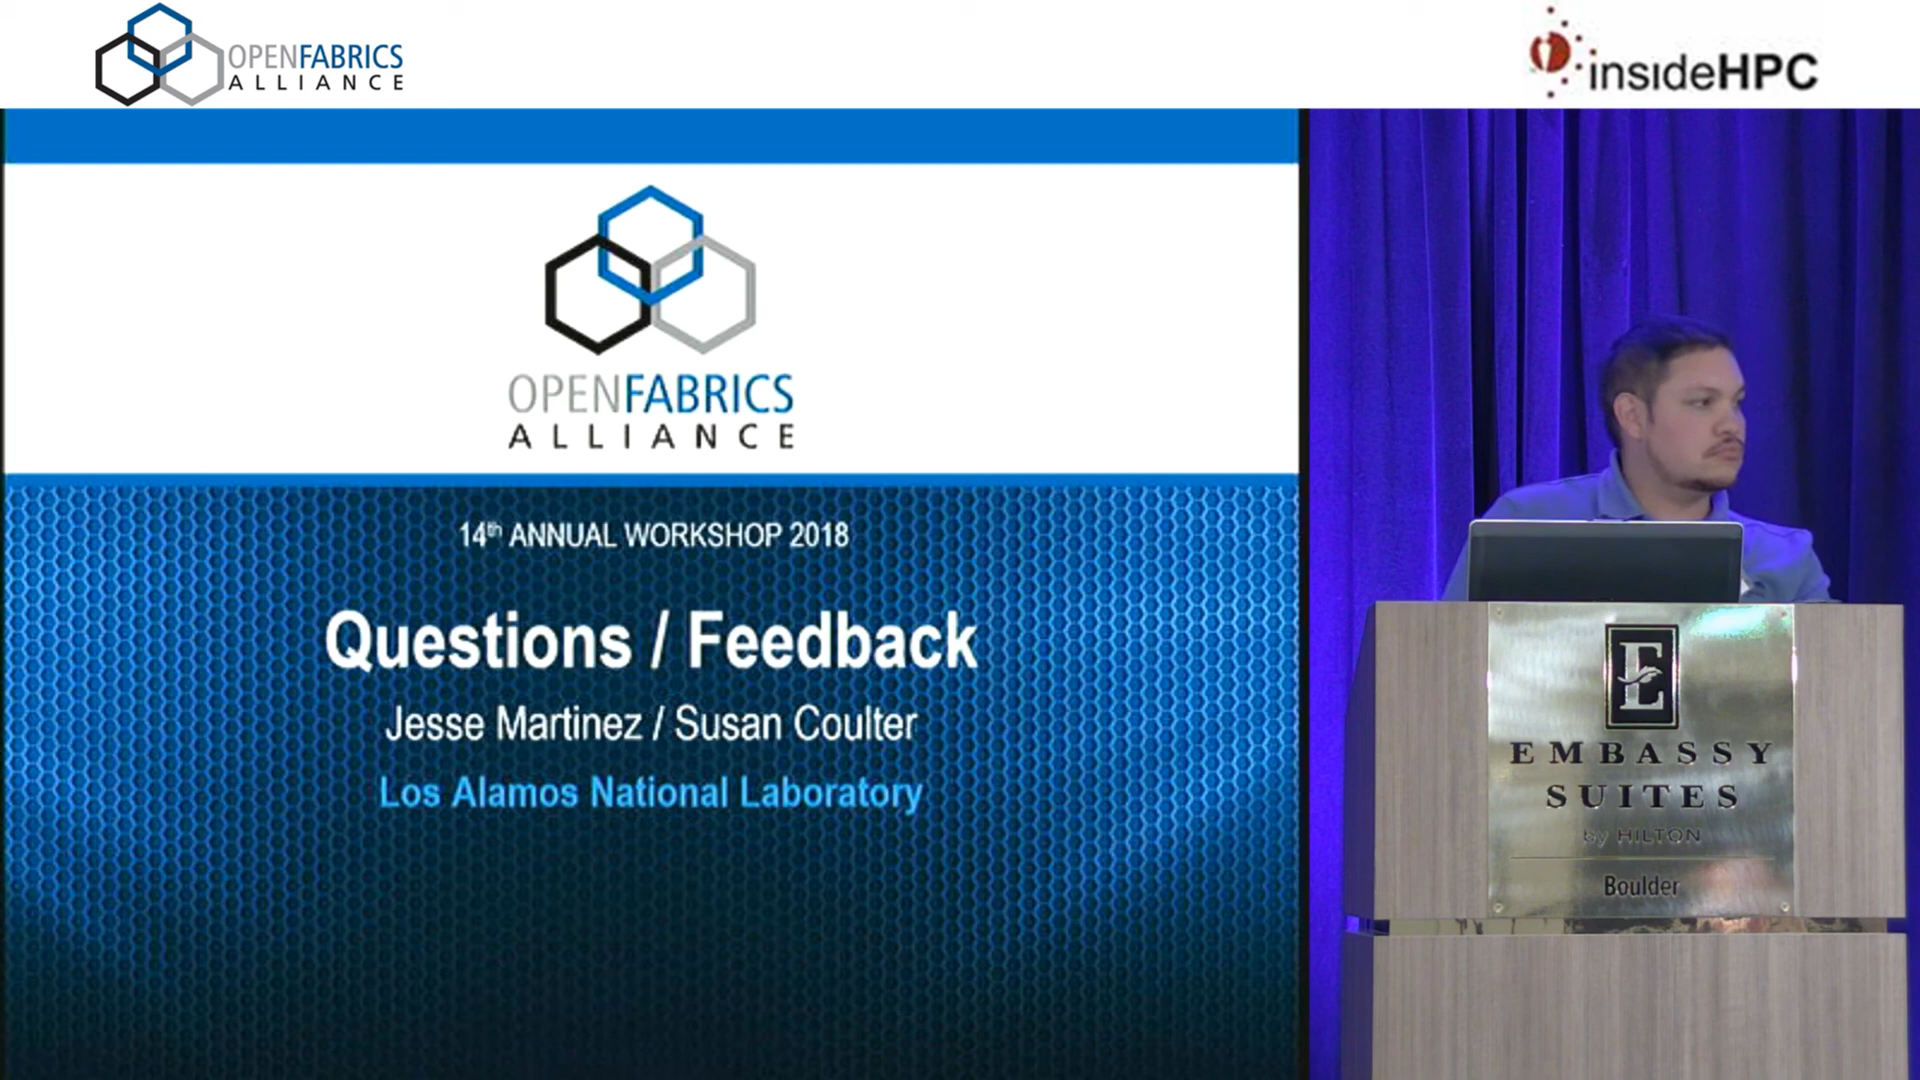 OPENFABRICS
ALLIANCE
insideHPC
OPENFABRICS
ALLIANCE
14th ANNUAL WORKSHOP 2018
Questions / Feedback
Jesse Martinez / Susan Coulter
Los Alamos National Laboratory
E
EMBASSY
SUITES
by HILTON
Boulder